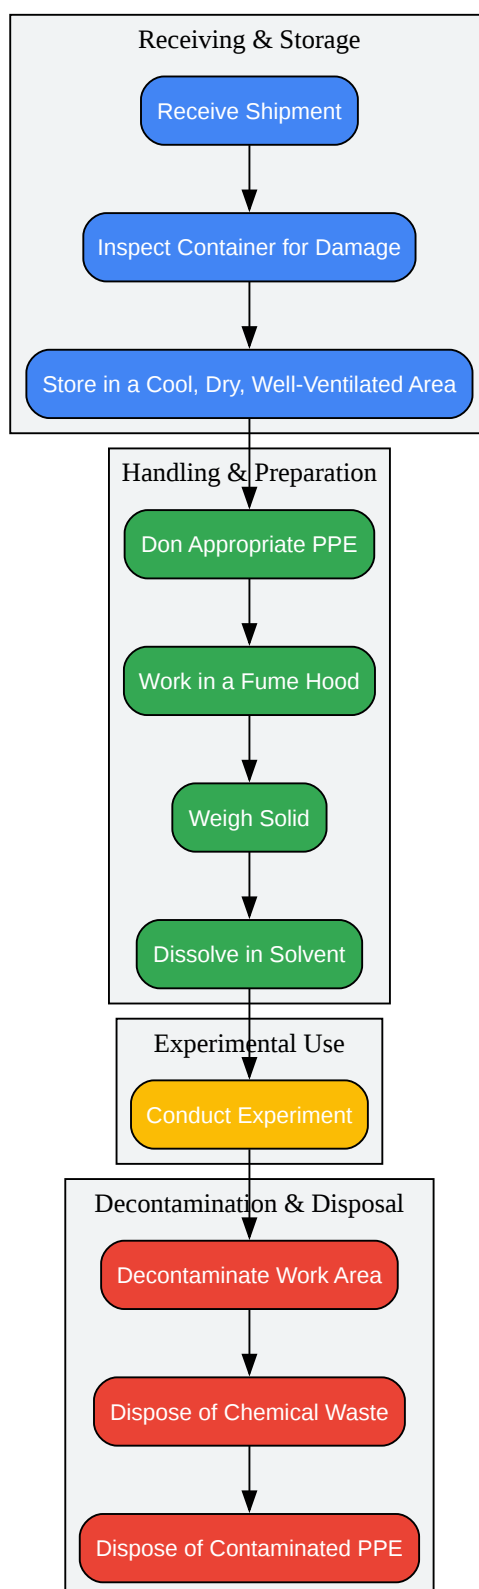 Receiving & Storage
Receive Shipment
Inspect Container for Damage
Store in a Cool, Dry, Well-Ventilated Area
Handling & Preparation
Don Appropriate PPE
Work in a Fume Hood
Weigh Solid
Dissolve in Solvent
Experimental Use
Conduct Experiment
Decontamination & Disposal
Decontaminate Work Area
Dispose of Chemical Waste
Dispose of Contaminated PPE